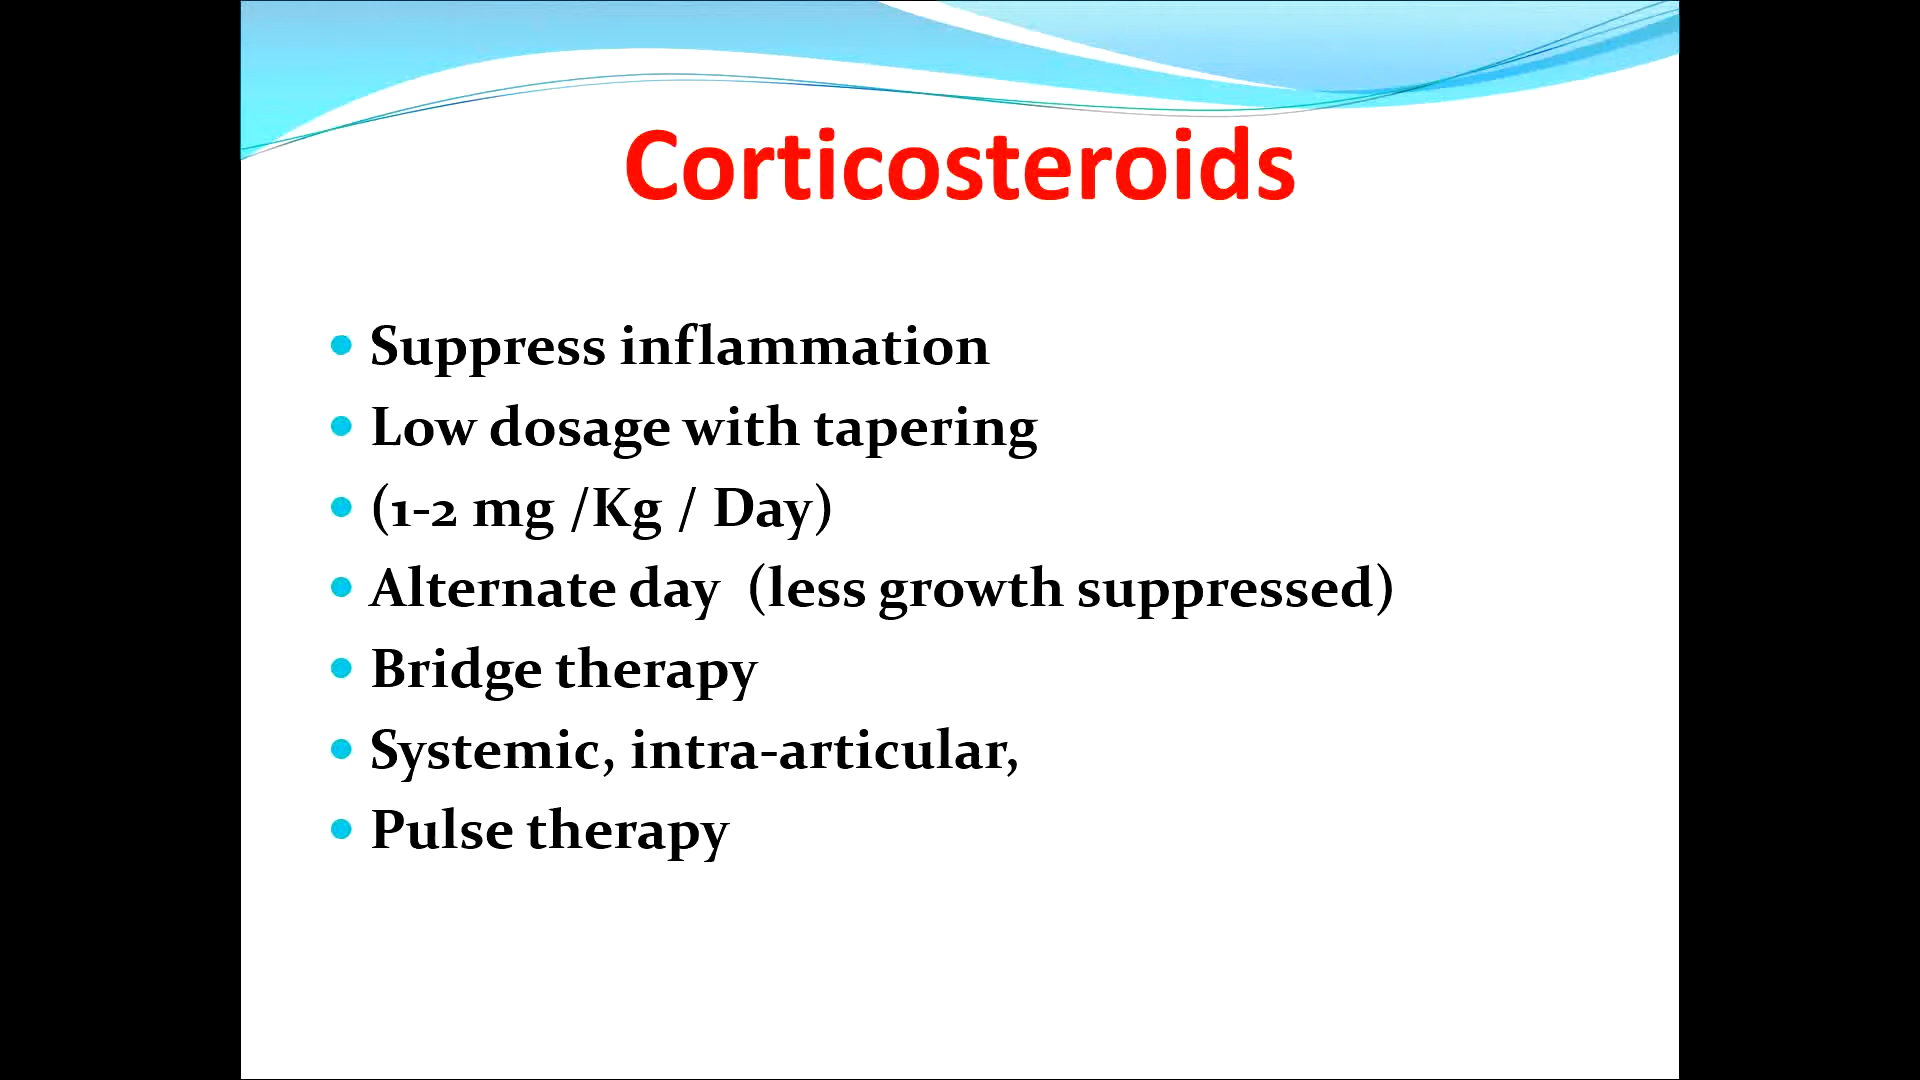 Corticosteroids
• Suppress inflammation
• Low dosage with tapering
• (1-2 mg /Kg / Day)
• Alternate day  (less growth suppressed)
• Bridge therapy
• Systemic, intra-articular,
• Pulse therapy